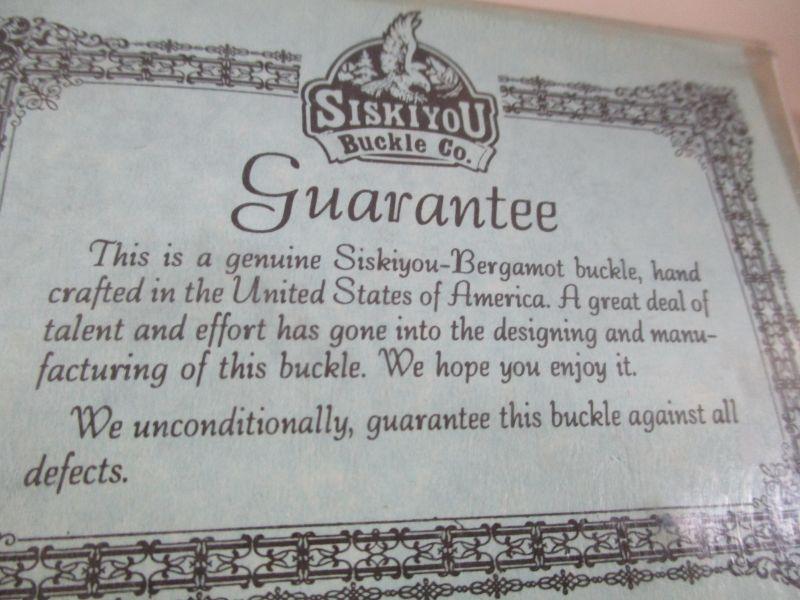 SISKIYOU
Buckle Co.
Guarantee
This is a genuine Siskiyou-Bergamot buckle, hand
crafted in the United States of America. A great deal of
talent and effort has gone into the designing and manu-
facturing of this buckle. We hope you enjoy it.
We unconditionally, guarantee this buckle against all
defects.